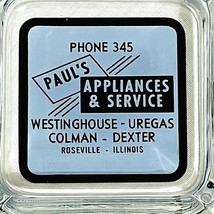 PHONE 345
PAUL'S
APPLIANCES
& SERVICE
WESTINGHOUSE - UREGAS
COLMAN - DEXTER
ROSEVILLE - ILLINOIS